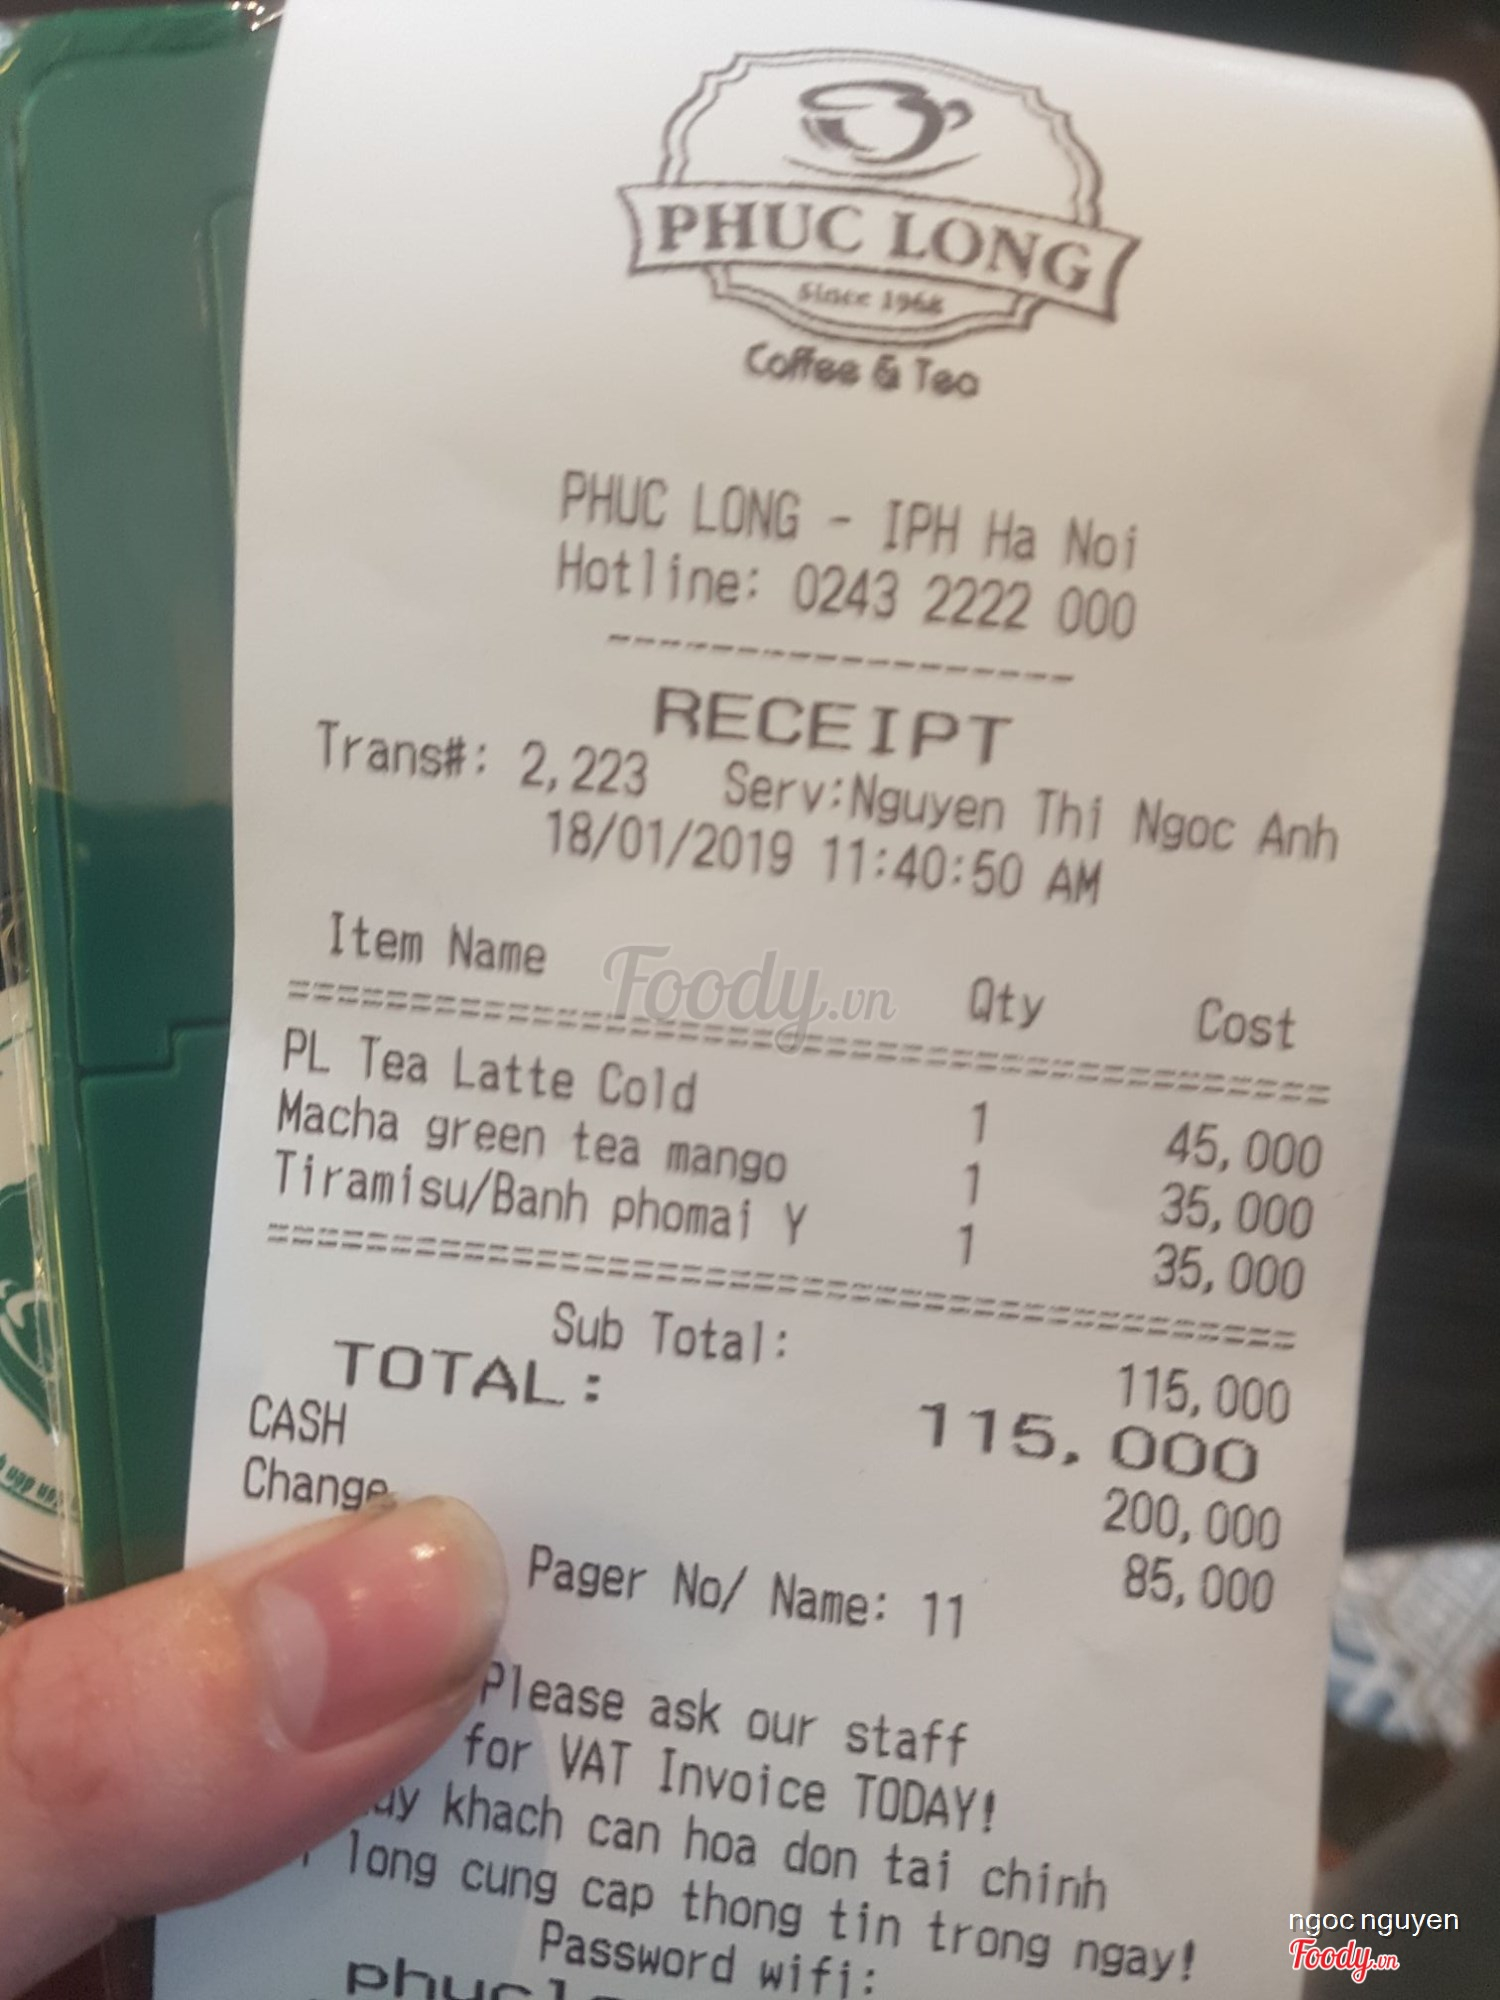 PHUC LONG
Since 1968
Coffee & Tea
PHUC LONG - IPH Ha Noi
Hotline: 0243 2222 000
------------------
RECEIPT
Trans#: 2,223 Serv:Nguyen Thi Ngoc Anh
18/01/2019 11:40:50 AM
Item Name Qty Cost
PL Tea Latte Cold 1 45,000
Macha green tea mango 1 35,000
Tiramisu/Banh phomai Y 1 35,000
Sub Total: 115,000
TOTAL: 115,000
CASH 200,000
Change 85,000
Pager No/ Name: 11
Please ask our staff
for VAT Invoice TODAY!
khach can hoa don tai chinh
long cung cap thong tin trong ngay!
Password wifi:
Foody.vn
ngoc nguyen
Foody.vn